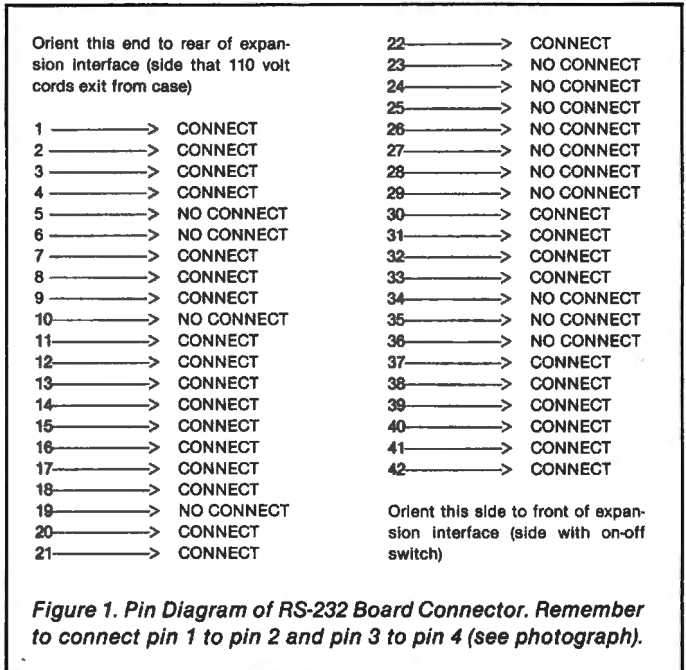 Orient this end to rear of expan-
sion interface (side that 110 volt
cords exit from case)
1 ———> CONNECT
2 ———> CONNECT
3 ———> CONNECT
4 ———> CONNECT
5 ———> NO CONNECT
6 ———> NO CONNECT
7 ———> CONNECT
8 ———> CONNECT
9 ———> CONNECT
10 ———> NO CONNECT
11 ———> CONNECT
12 ———> CONNECT
13 ———> CONNECT
14 ———> CONNECT
15 ———> CONNECT
16 ———> CONNECT
17 ———> CONNECT
18 ———> CONNECT
19 ———> NO CONNECT
20 ———> CONNECT
21 ———> CONNECT
22 ———> CONNECT
23 ———> NO CONNECT
24 ———> NO CONNECT
25 ———> NO CONNECT
26 ———> NO CONNECT
27 ———> NO CONNECT
28 ———> NO CONNECT
29 ———> NO CONNECT
30 ———> CONNECT
31 ———> CONNECT
32 ———> CONNECT
33 ———> CONNECT
34 ———> NO CONNECT
35 ———> NO CONNECT
36 ———> NO CONNECT
37 ———> CONNECT
38 ———> CONNECT
39 ———> CONNECT
40 ———> CONNECT
41 ———> CONNECT
42 ———> CONNECT
Orient this side to front of expan-
sion interface (side with on-off
switch)
Figure 1. Pin Diagram of RS-232 Board Connector. Remember
to connect pin 1 to pin 2 and pin 3 to pin 4 (see photograph).